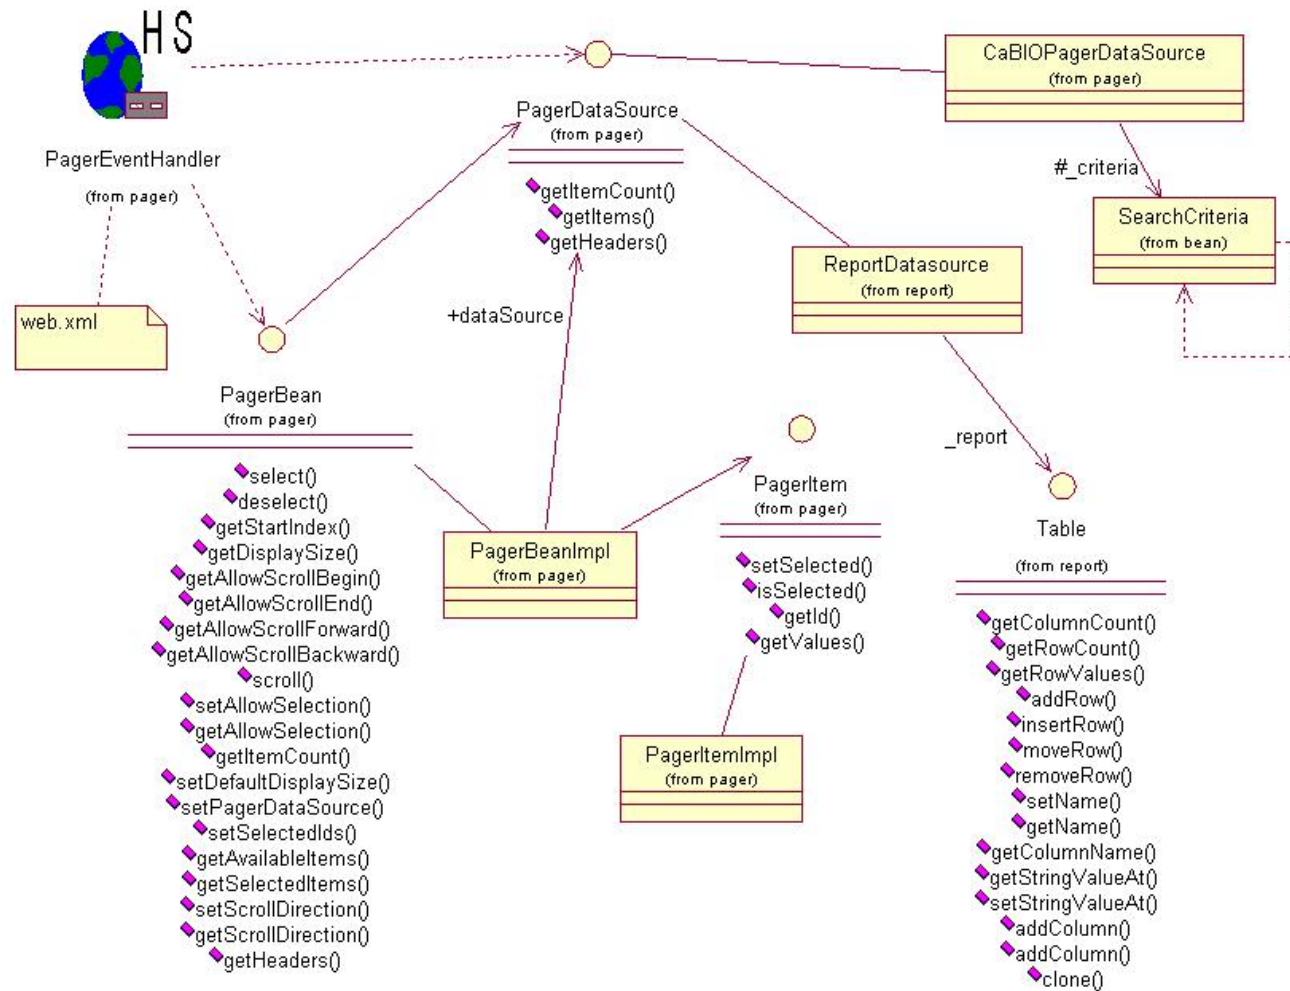 HS
PagerEventHandler
(from pager)
web.xml
PagerDataSource
(from pager)
getItemCount()
getItems()
getHeaders()
CaBIOPagerDataSource
(from pager)
#_criteria
SearchCriteria
(from bean)
ReportDatasource
(from report)
+dataSource
PagerBean
(from pager)
select()
deselect()
getStartIndex()
getDisplaySize()
getAllowScrollBegin()
getAllowScrollEnd()
getAllowScrollForward()
getAllowScrollBackward()
scroll()
setAllowSelection()
getAllowSelection()
getItemCount()
setDefaultDisplaySize()
setPagerDataSource()
setSelectedIds()
getAvailableItems()
getSelectedItems()
setScrollDirection()
getScrollDirection()
getHeaders()
PagerBeanImpl
(from pager)
PagerItem
(from pager)
setSelected()
isSelected()
getId()
getValues()
PagerItemImpl
(from pager)
_report
Table
(from report)
getColumnCount()
getRowCount()
getRowValues()
addRow()
insertRow()
moveRow()
removeRow()
setName()
getName()
getColumnName()
getStringValueAt()
setStringValueAt()
addColumn()
addColumn()
clone()